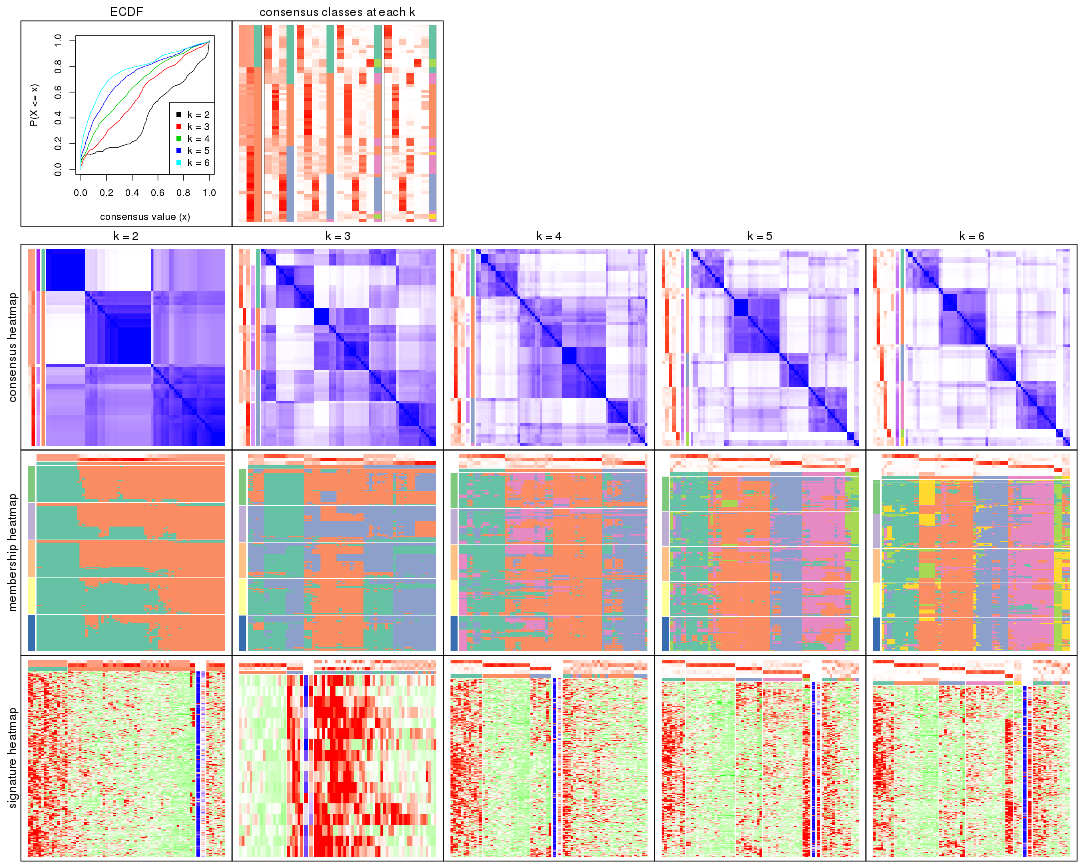 ECDF
consensus classes at each k
P(X <= x)
0.0 0.2 0.4 0.6 0.8 1.0
k = 2
k = 3
k = 4
k = 5
k = 6
0.0 0.2 0.4 0.6 0.8 1.0
consensus value (x)
k = 2
k = 3
k = 4
k = 5
k = 6
consensus heatmap
membership heatmap
signature heatmap